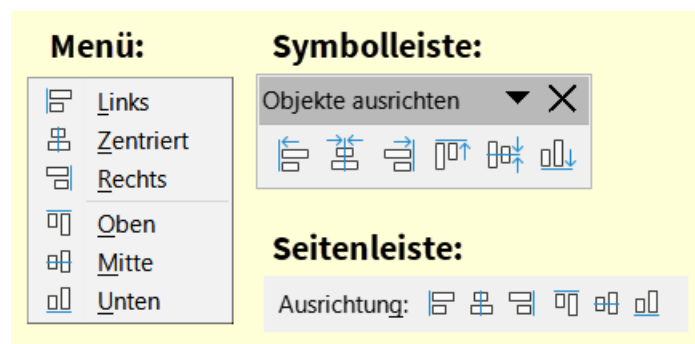 Menü:
Links
Zentriert
Rechts
Oben
Mitte
Unten
Symbolleiste:
Objekte ausrichten
Seitenleiste:
Ausrichtung: